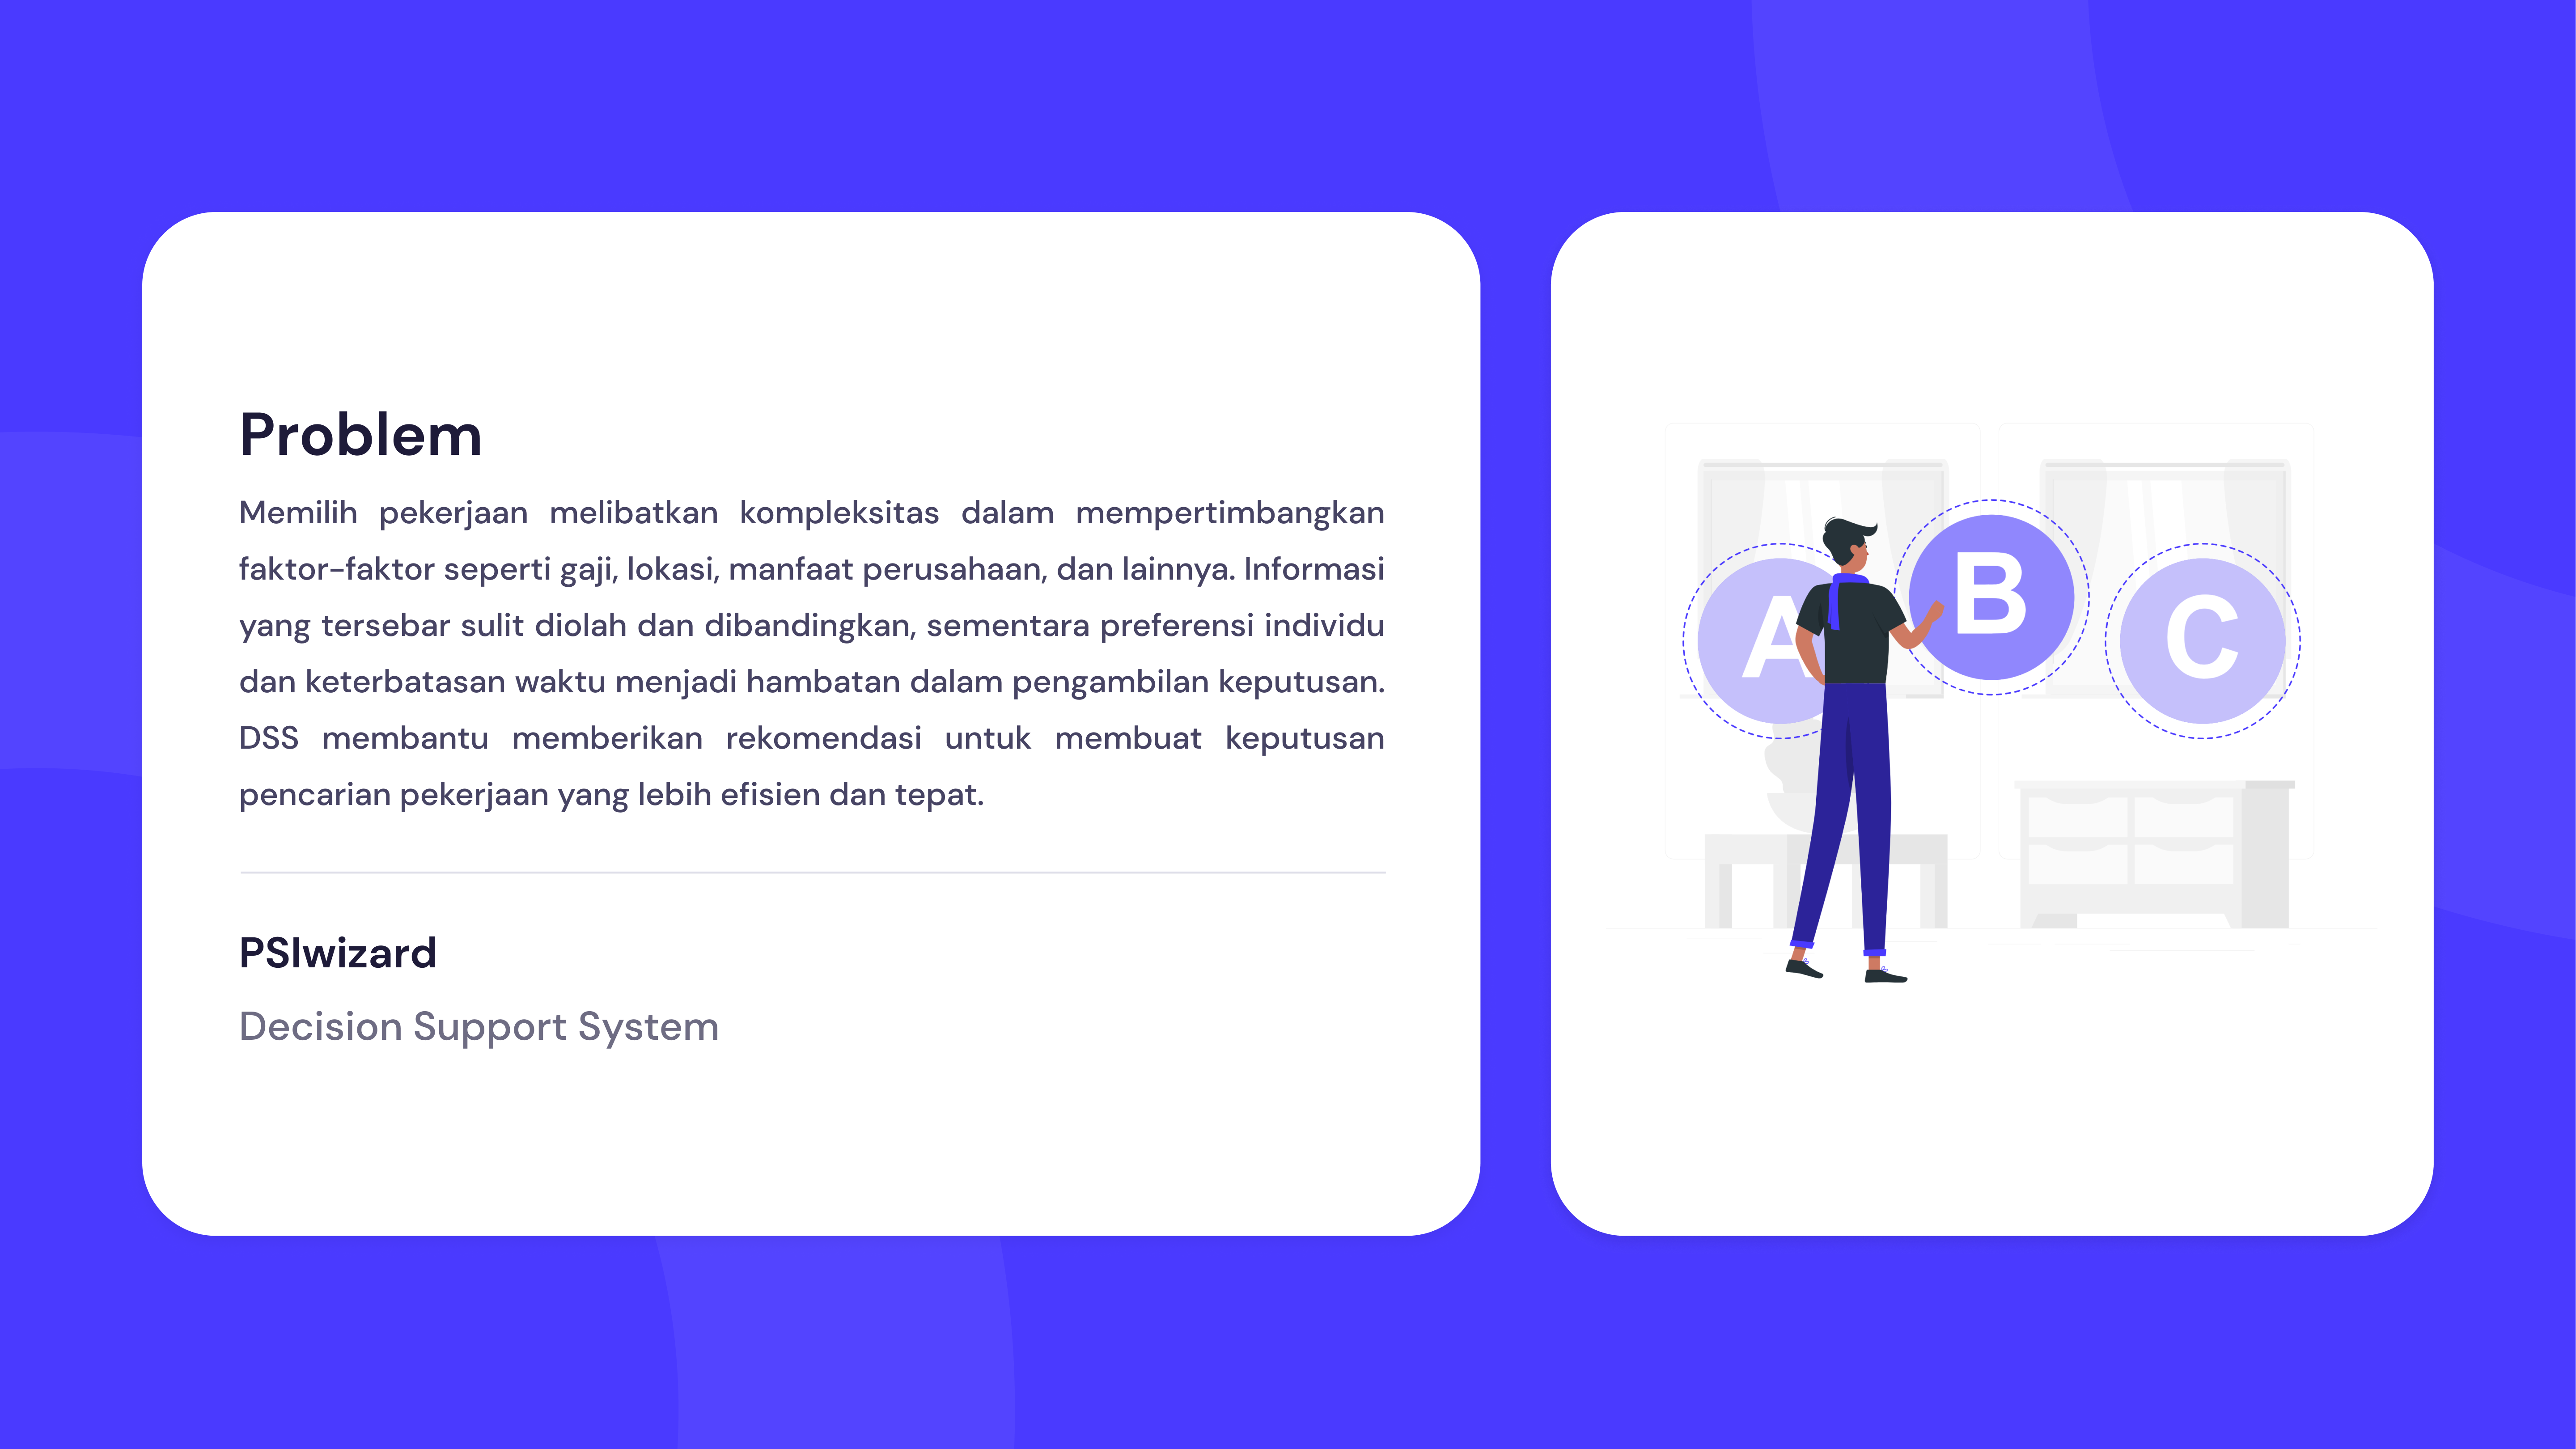 Problem
Memilih pekerjaan melibatkan kompleksitas dalam mempertimbangkan
faktor-faktor seperti gaji, lokasi, manfaat perusahaan, dan lainnya. Informasi
yang tersebar sulit diolah dan dibandingkan, sementara preferensi individu
dan keterbatasan waktu menjadi hambatan dalam pengambilan keputusan.
DSS membantu memberikan rekomendasi untuk membuat keputusan
pencarian pekerjaan yang lebih efisien dan tepat.
PSIwizard
Decision Support System
A
B
C